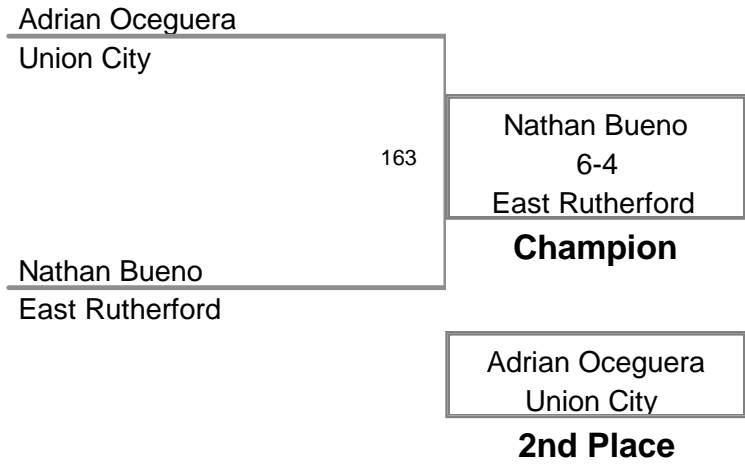 Adrian Oceguera
Union City
163
Nathan Bueno
6-4
East Rutherford
Champion
Nathan Bueno
East Rutherford
Adrian Oceguera
Union City
2nd Place